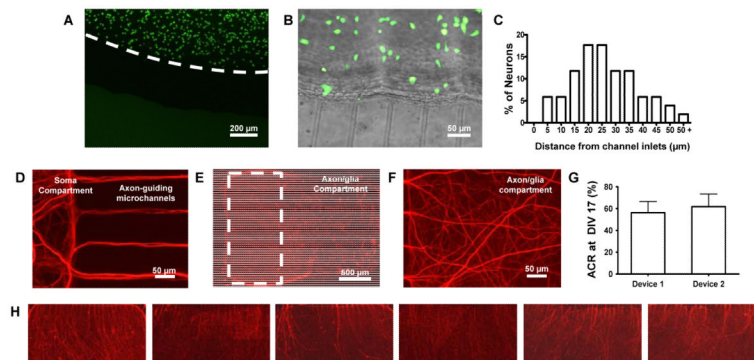 A
200 µm
B
50 µm
C
% of Neurons
20
15
10
5
0
0 5 10 15 20 25 30 35 40 45 50 50 +
Distance from channel inlets (µm)
D
Soma
Compartment
Axon-guiding
microchannels
50 µm
E
Axon/glia
Compartment
500 µm
F
Axon/glia
compartment
50 µm
G
ACR at DIV 17 (%)
80
60
40
20
0
Device 1
Device 2
H